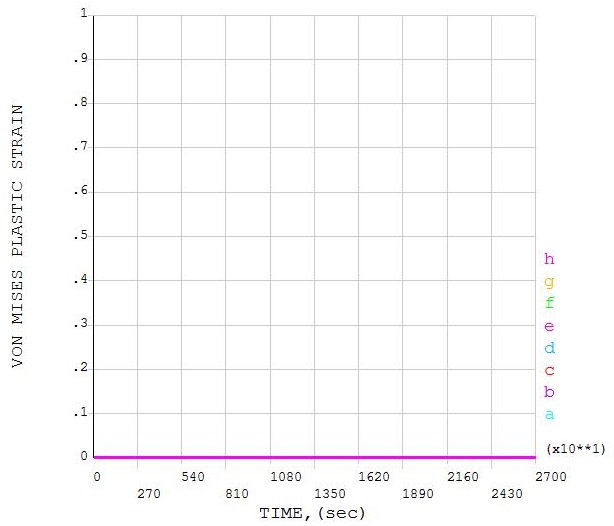 1
.9
.8
.7
.6
.5
.4
.3
.2
.1
0
VON MISES PLASTIC STRAIN
h
g
f
e
d
c
b
a
(x10**1)
0 540 1080 1620 2160 2700
270 810 1350 1890 2430
TIME,(sec)